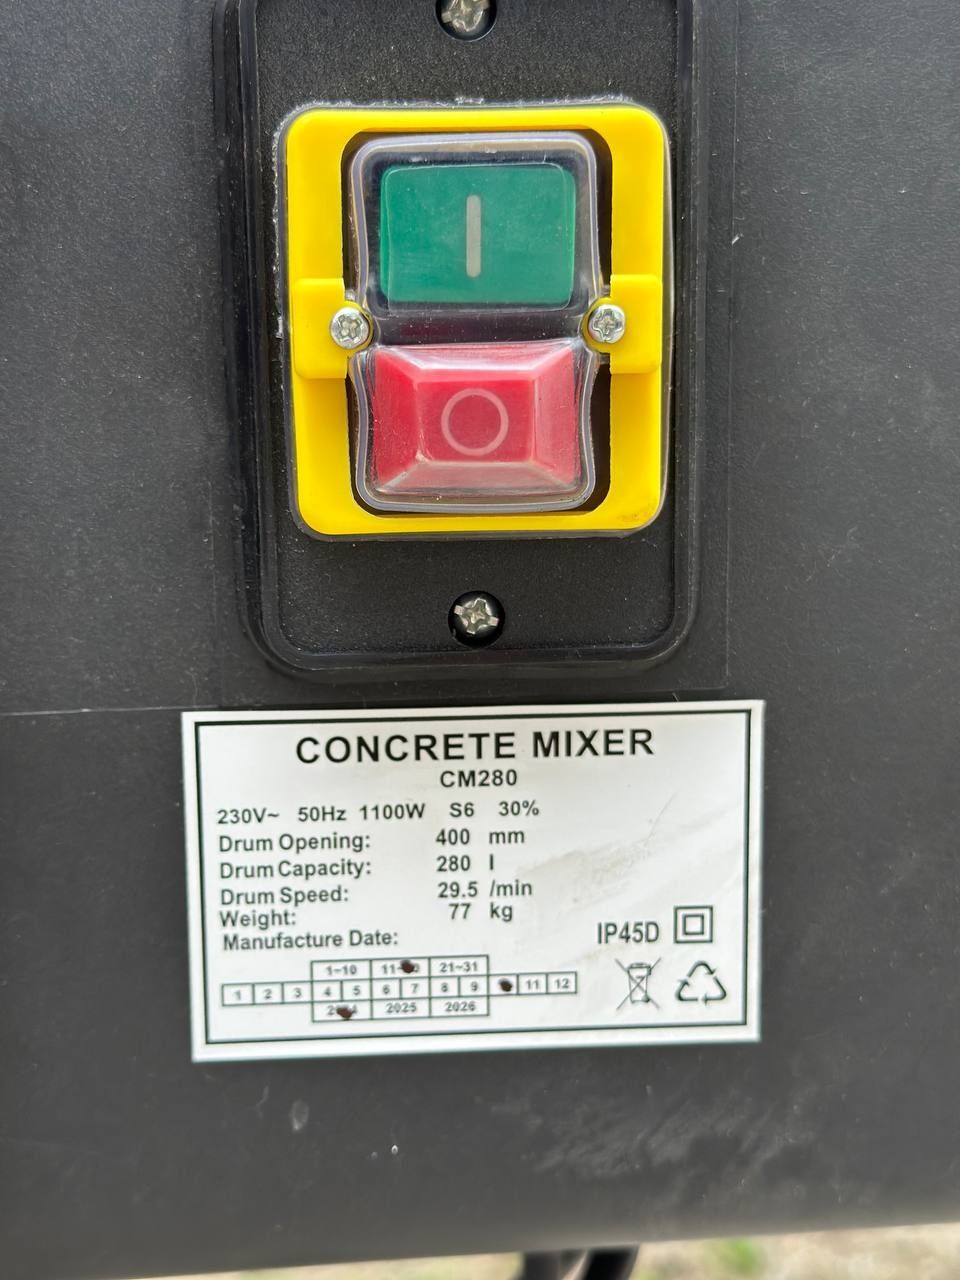 I
O
CONCRETE MIXER
CM280
230V~ 50Hz 1100W S6 30%
Drum Opening: 400 mm
Drum Capacity: 280 l
Drum Speed: 29.5 /min
Weight: 77 kg
Manufacture Date:
IP45D
1~10 21~31
1 2 3 4 5 6 7 8 9 11 12
2025 2026